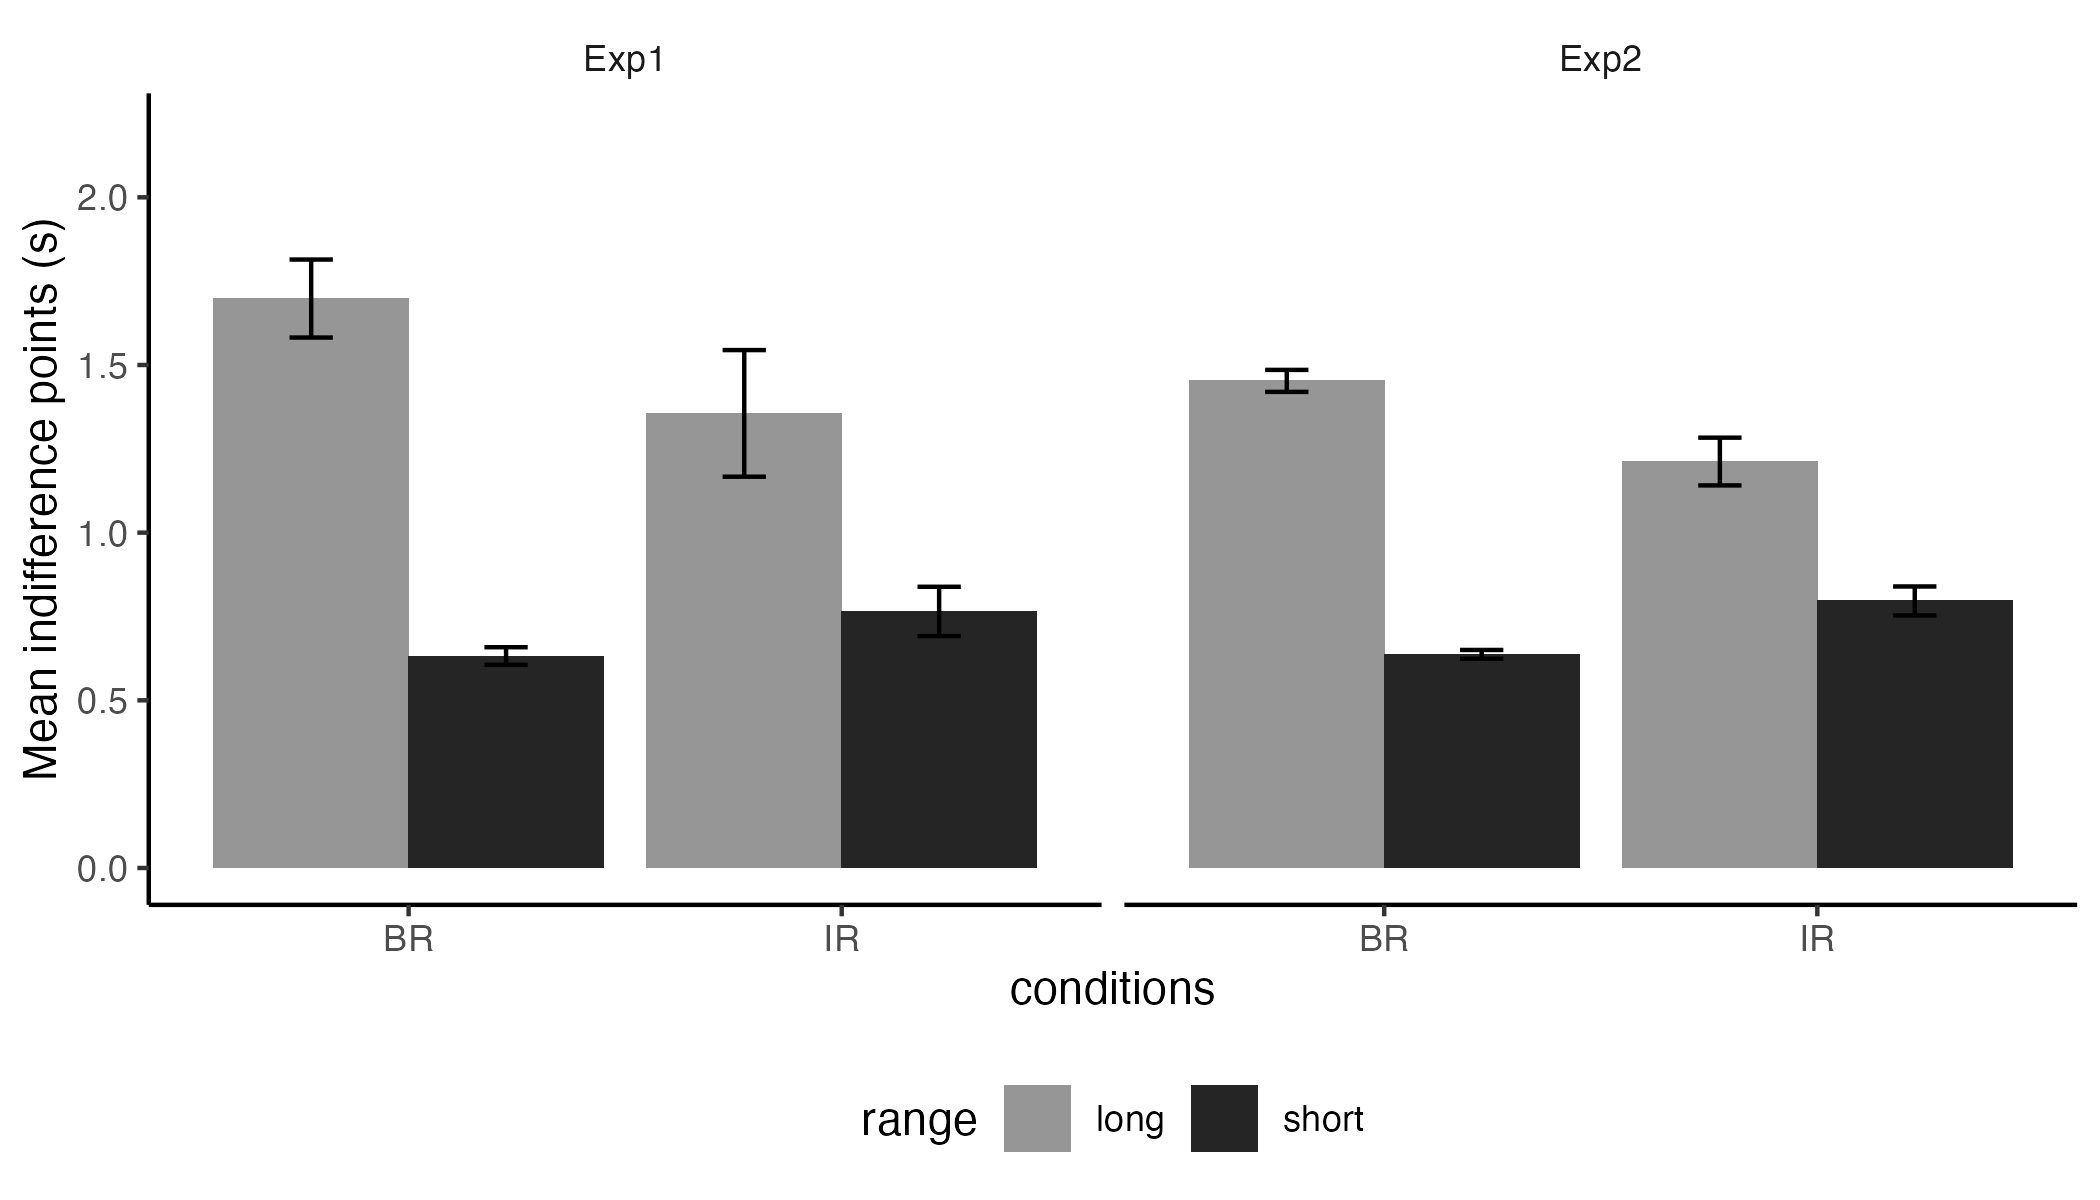 Exp1
Exp2
Mean indifference points (s)
2.0
1.5
1.0
0.5
0.0
BR
IR
BR
IR
conditions
range
long
short